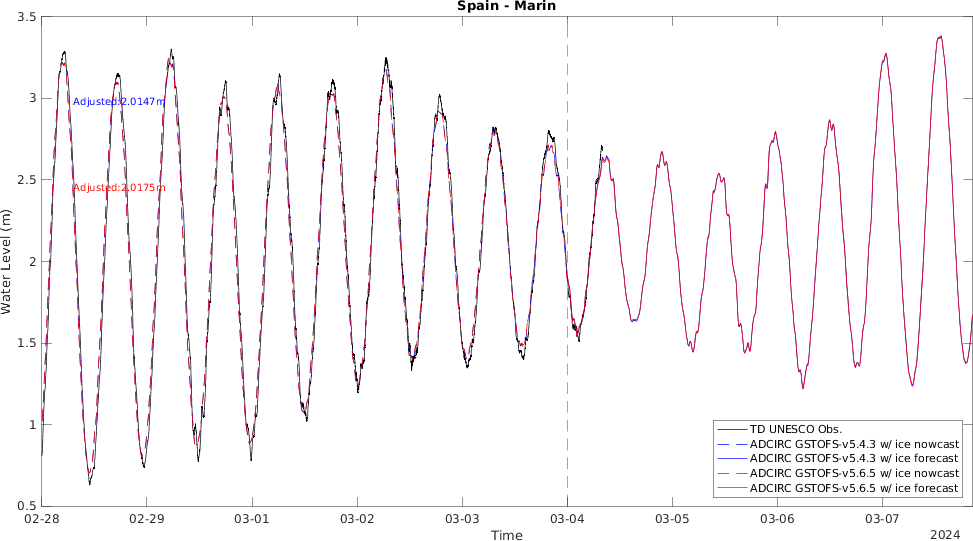 Spain - Marin
3.5
3
2.5
2
1.5
1
0.5
Water Level (m)
Adjusted:2.0147m
Adjusted:2.0175m
TD UNESCO Obs.
ADCIRC GSTOFS-v5.4.3 w/ ice nowcast
ADCIRC GSTOFS-v5.4.3 w/ ice forecast
ADCIRC GSTOFS-v5.6.5 w/ ice nowcast
ADCIRC GSTOFS-v5.6.5 w/ ice forecast
02-28 02-29 03-01 03-02 03-03 03-04 03-05 03-06 03-07
Time
2024